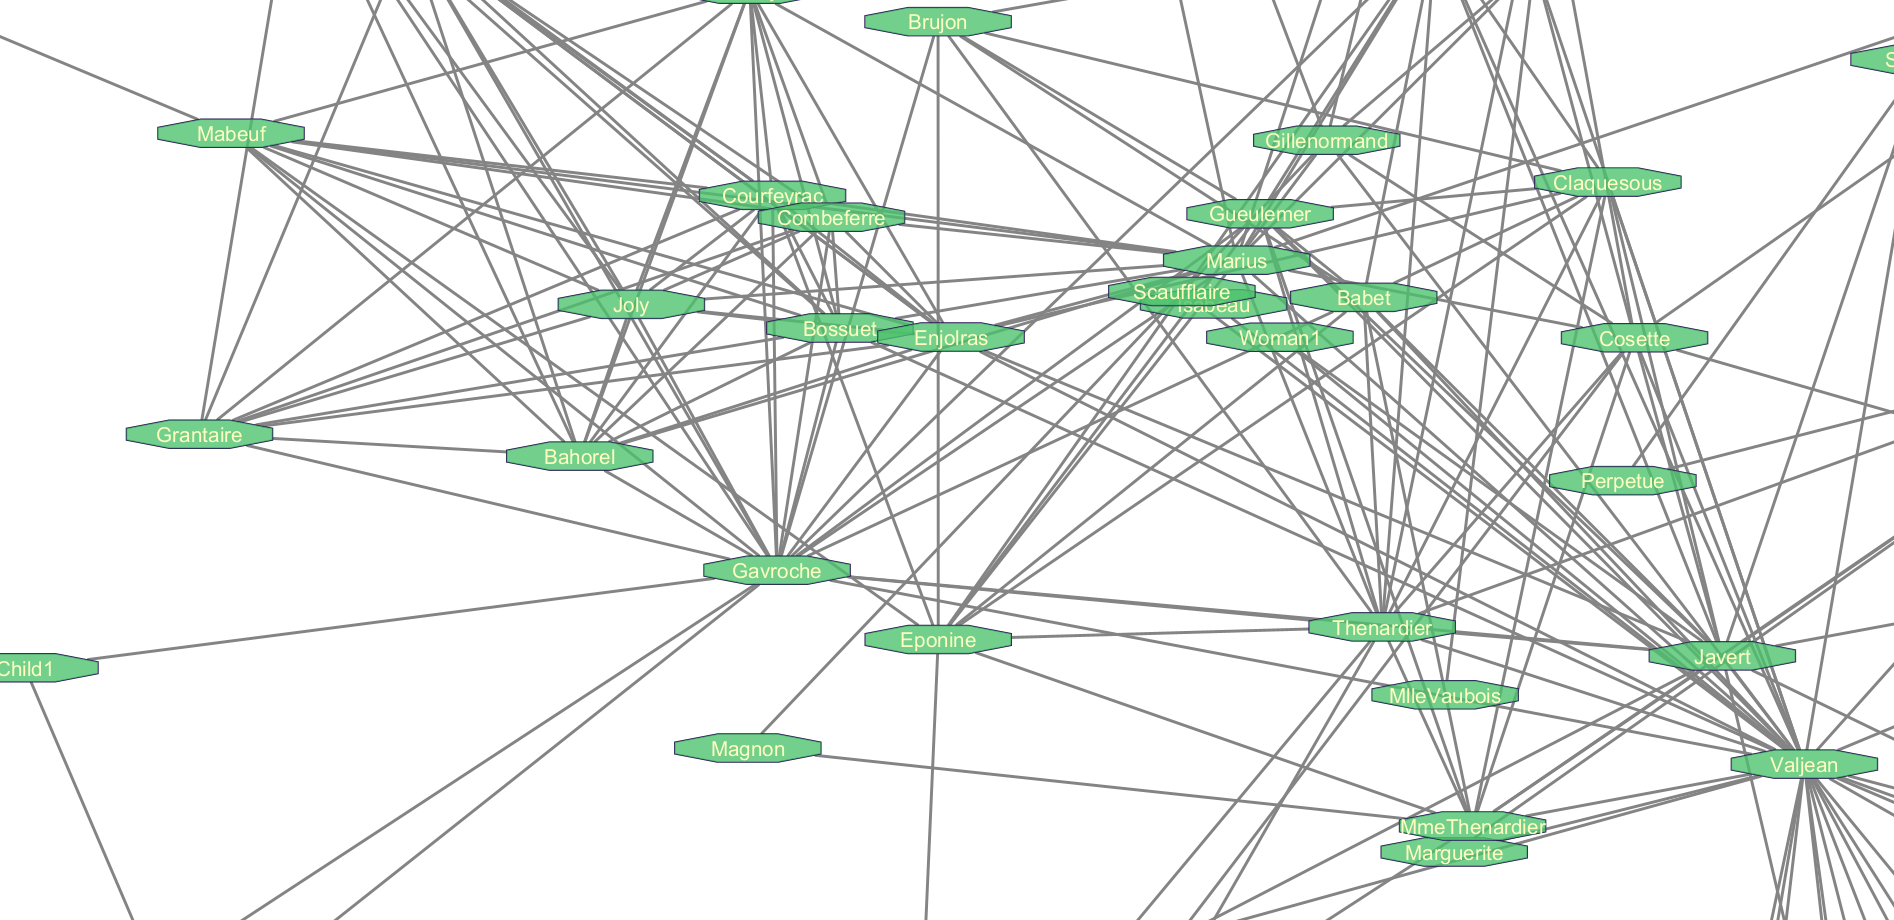 Brujon
Mabeuf
Gillenormand
Claquesous
Courfeyrac
Combeferre
Gueulemer
Marius
Scaufflaire
Isabeau
Babet
Joly
Bossuet
Enjolras
Woman1
Cosette
Grantaire
Bahorel
Perpetue
Gavroche
Thenardier
Eponine
Javert
Child1
MlleVaubois
Magnon
Valjean
MmeThenardier
Marguerite